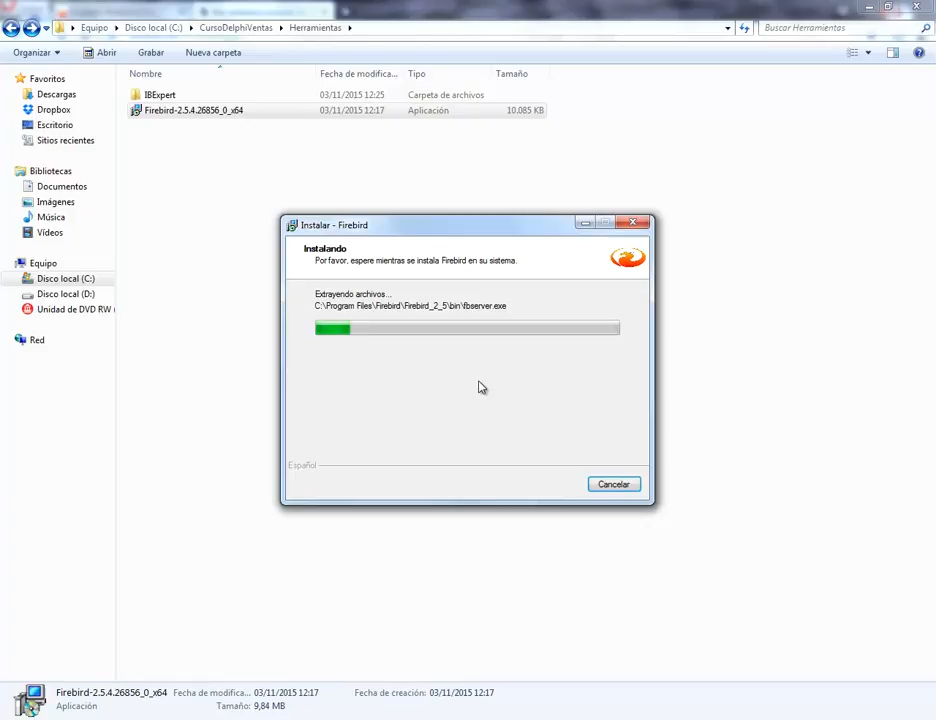 Equipo ▸ Disco local (C:) ▸ CursoDelphiVentas ▸ Herramientas ▸
Buscar Herramientas
Organizar Abrir Grabar Nueva carpeta
Nombre Fecha de modifica... Tipo Tamaño
IBExpert 03/11/2015 12:25 Carpeta de archivos
Firebird-2.5.4.26856_0_x64 03/11/2015 12:17 Aplicación 10.085 KB
Favoritos
Descargas
Dropbox
Escritorio
Sitios recientes
Bibliotecas
Documentos
Imágenes
Música
Vídeos
Equipo
Disco local (C:)
Disco local (D:)
Unidad de DVD RW (
Red
Instalar - Firebird
Instalando
Por favor, espere mientras se instala Firebird en su sistema.
Extrayendo archivos...
C:\Program Files\Firebird\Firebird_2_5\bin\fbserver.exe
Español
Cancelar
Firebird-2.5.4.26856_0_x64 Fecha de modifica... 03/11/2015 12:17 Fecha de creación: 03/11/2015 12:17
Aplicación Tamaño: 9,84 MB